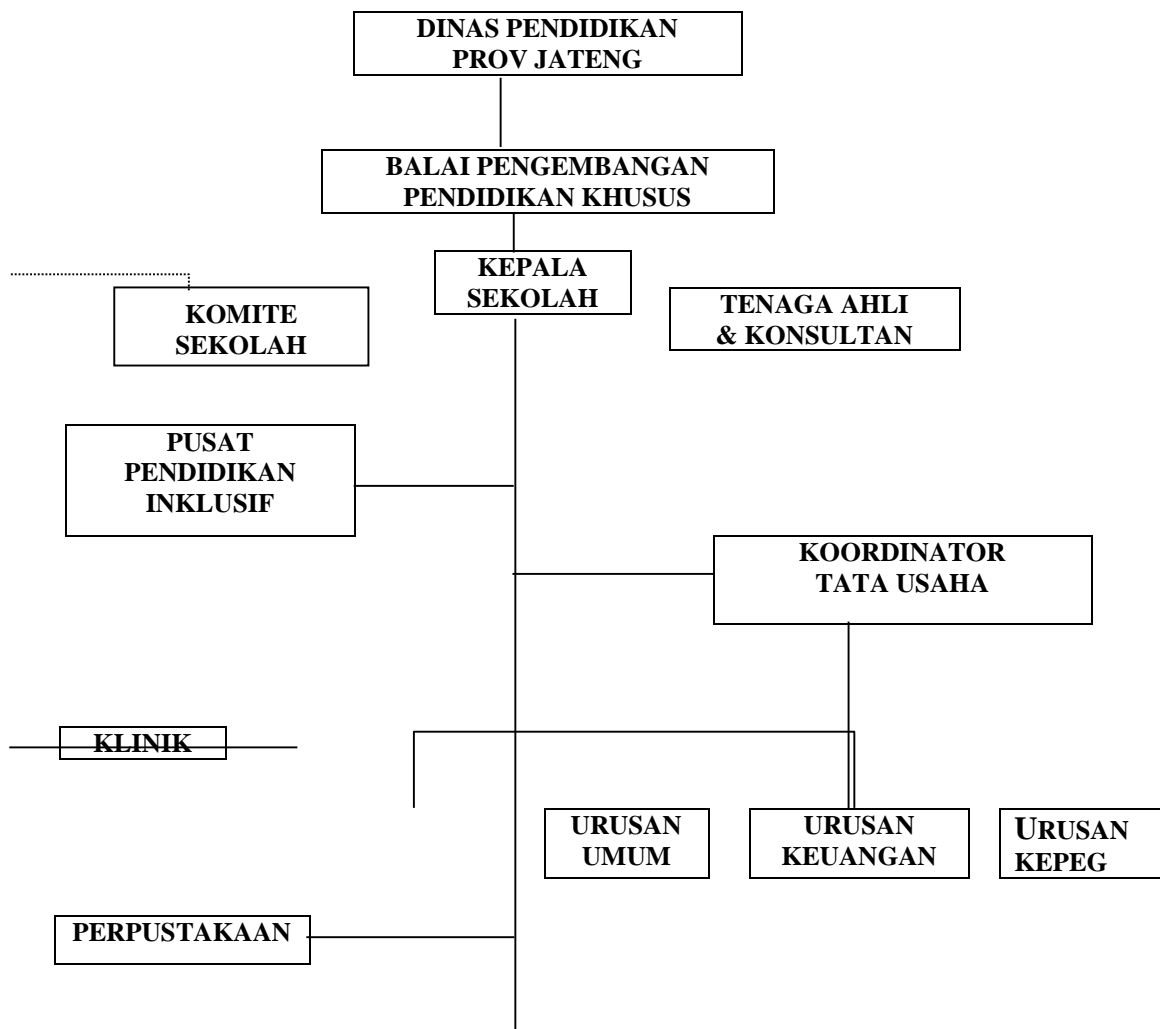 DINAS PENDIDIKAN
PROV JATENG
BALAI PENGEMBANGAN
PENDIDIKAN KHUSUS
KEPALA
SEKOLAH
KOMITE
SEKOLAH
TENAGA AHLI
& KONSULTAN
PUSAT
PENDIDIKAN
INKLUSIF
KOORDINATOR
TATA USAHA
KLINIK
URUSAN
UMUM
URUSAN
KEUANGAN
URUSAN
KEPEG
PERPUSTAKAAN